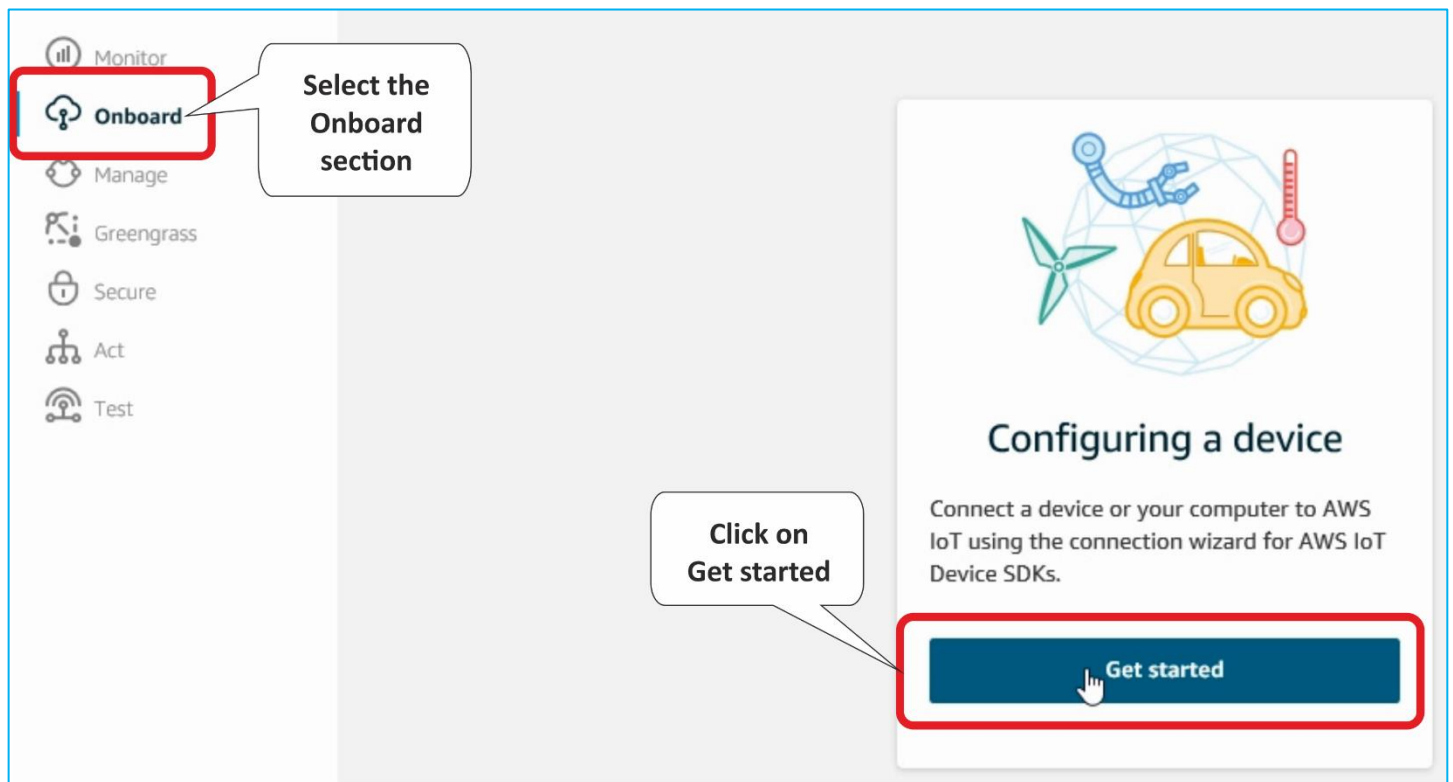 Monitor
Onboard
Manage
Greengrass
Secure
Act
Test
Select the
Onboard
section
Configuring a device
Connect a device or your computer to AWS
IoT using the connection wizard for AWS IoT
Device SDKs.
Click on
Get started
Get started